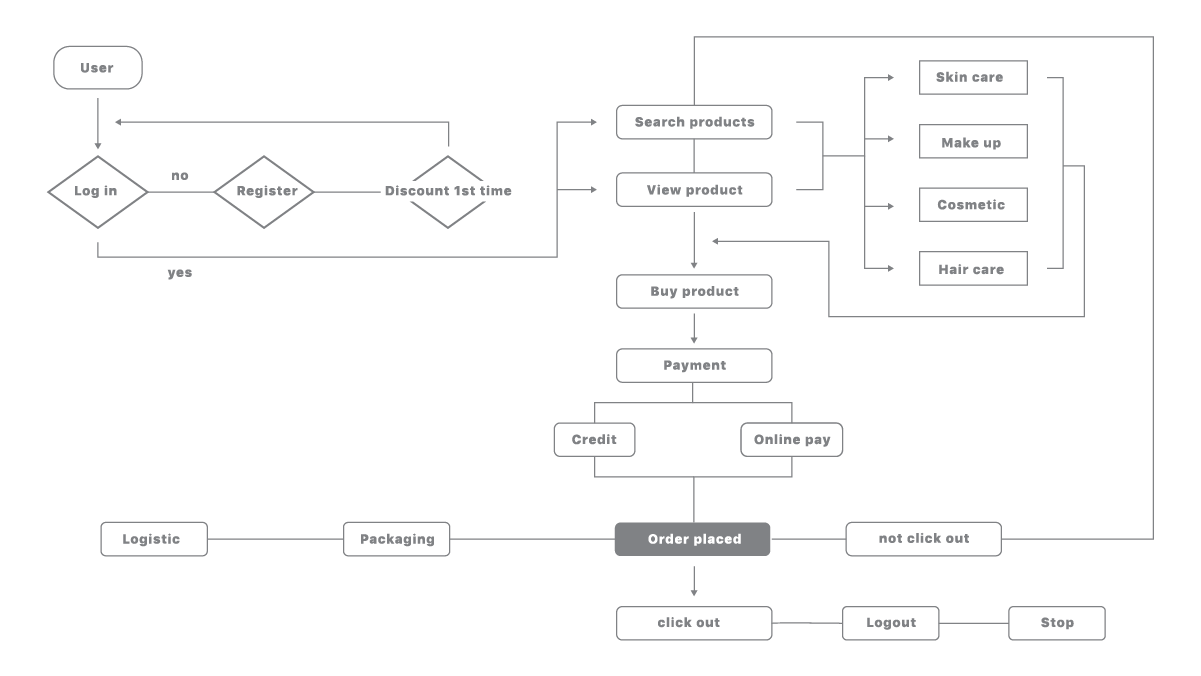 User
Log in
no
Register
Discount 1st time
yes
Search products
View product
Skin care
Make up
Cosmetic
Hair care
Buy product
Payment
Credit
Online pay
Logistic
Packaging
Order placed
not click out
click out
Logout
Stop